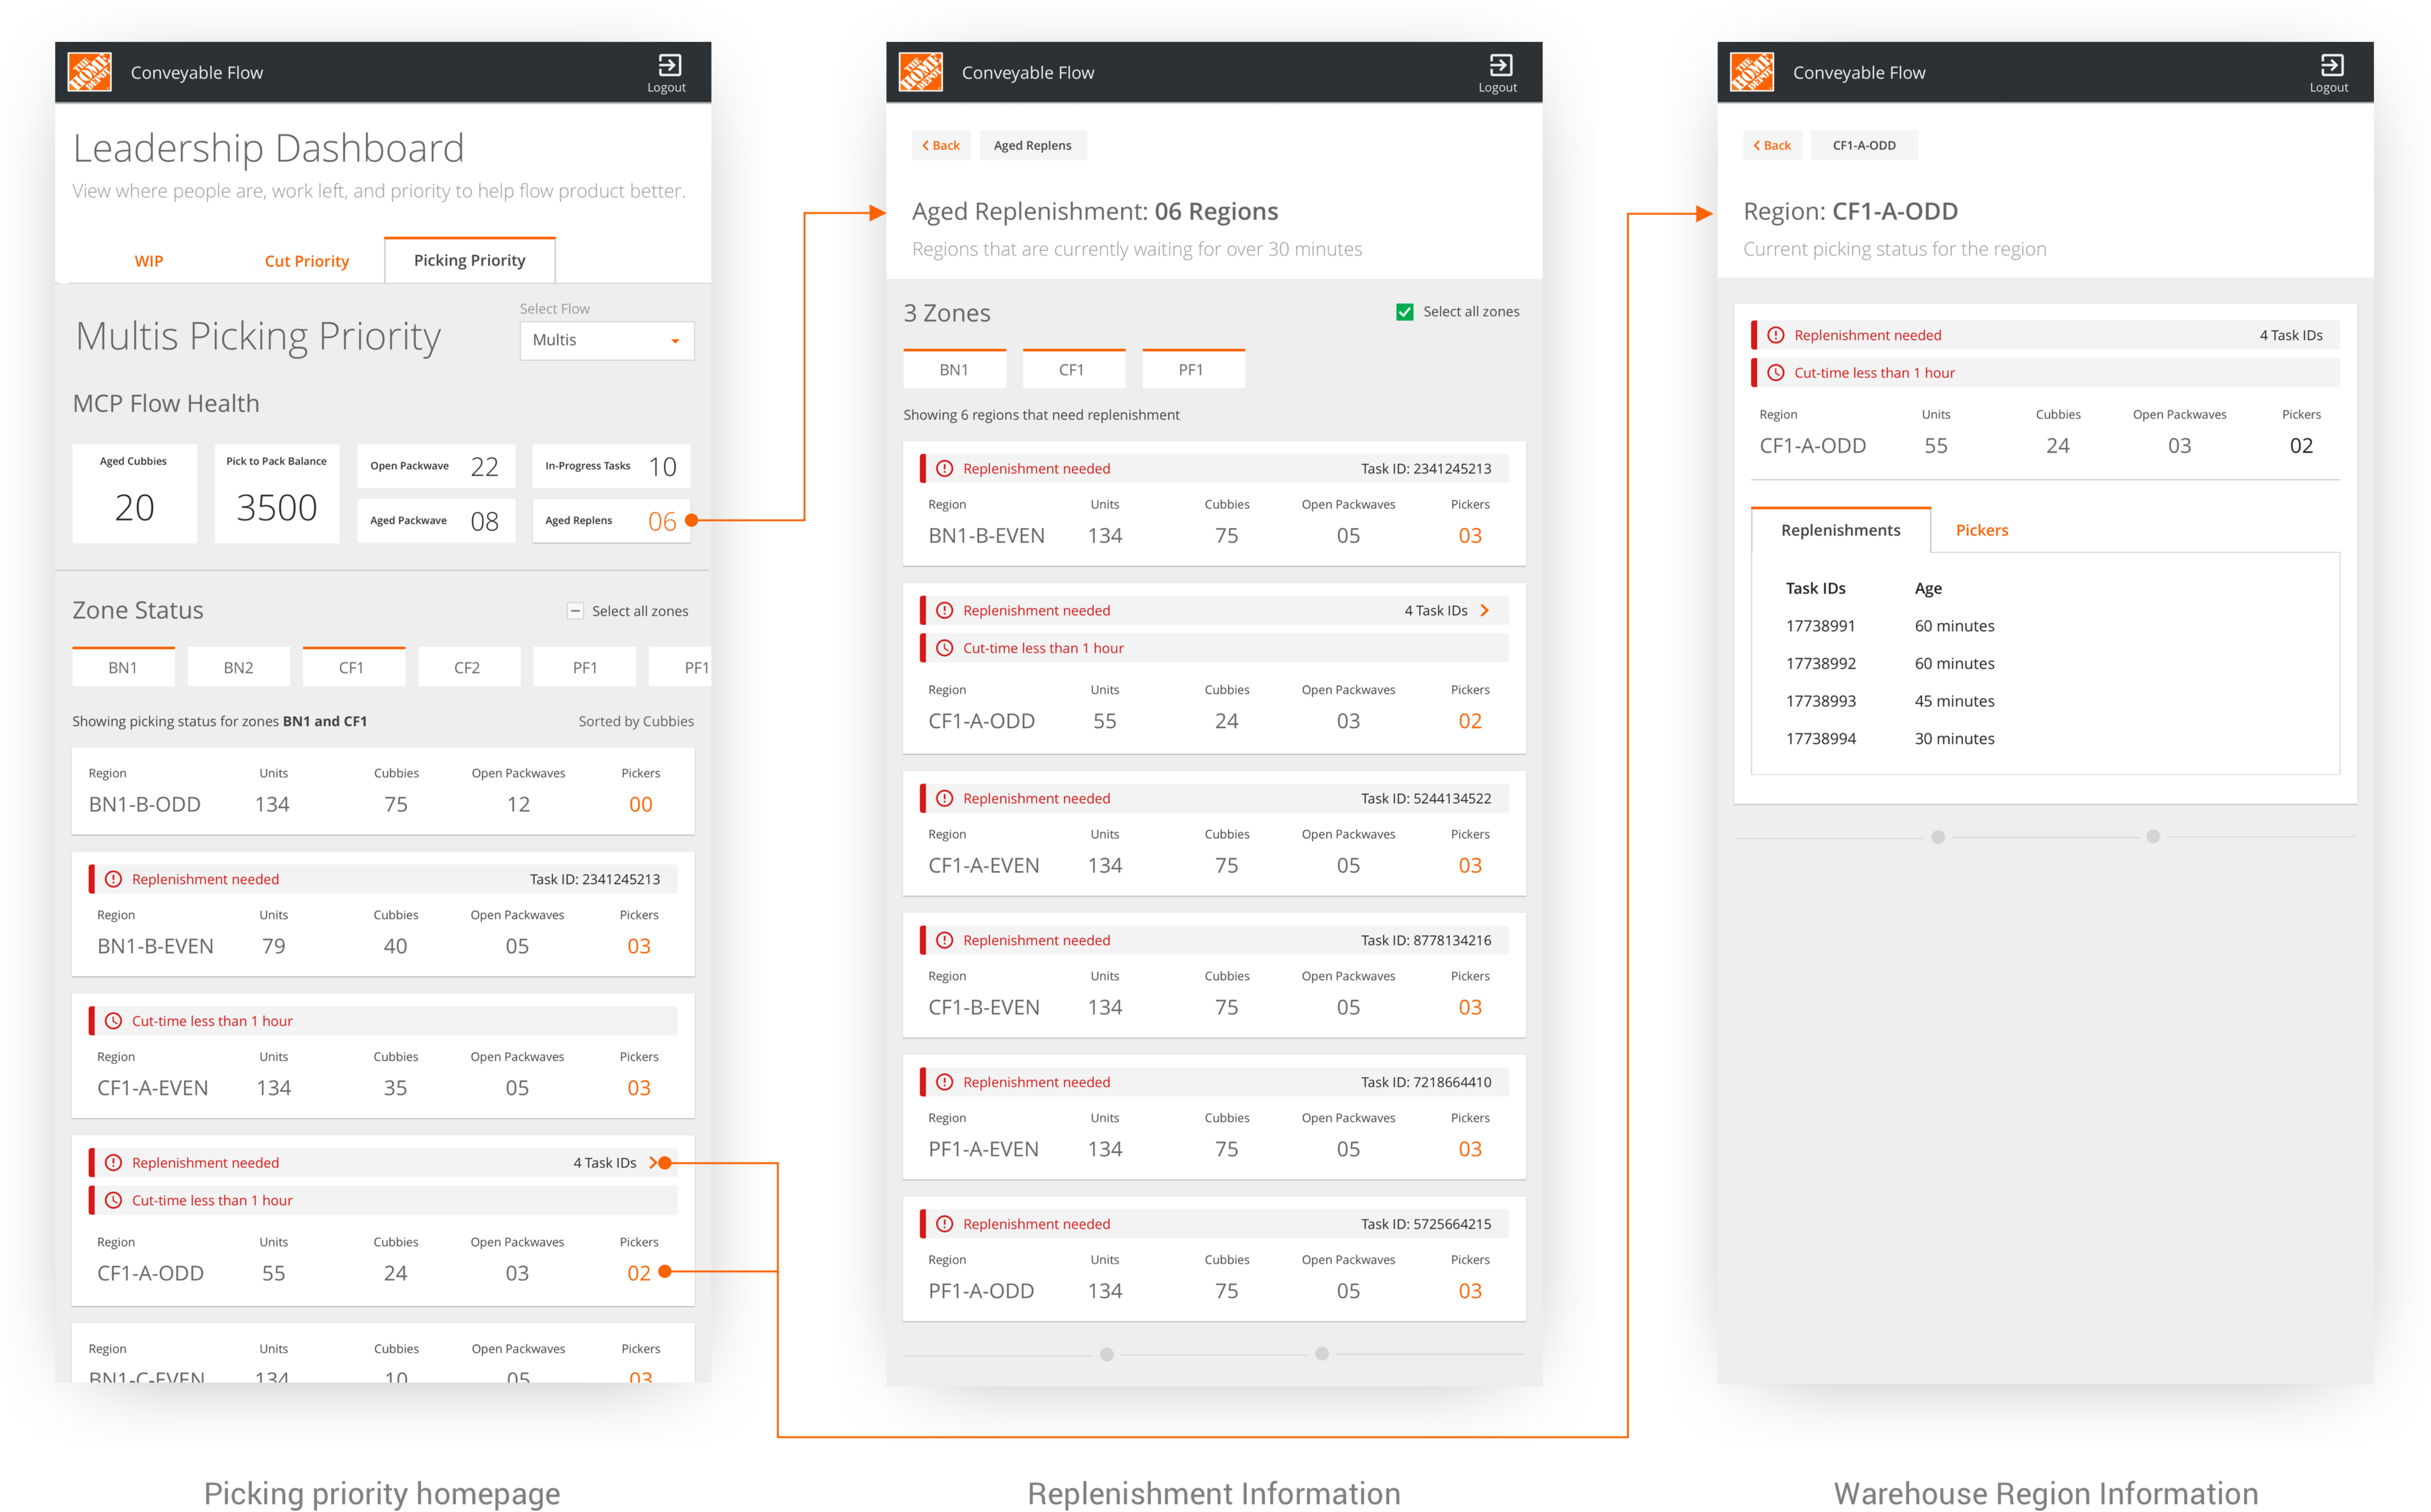 THE HOME DEPOT
Conveyable Flow
Logout
Leadership Dashboard
View where people are, work left, and priority to help flow product better.
WIP Cut Priority Picking Priority
Select Flow
Multis Picking Priority
Multis
MCP Flow Health
Aged Cubbies
20
Pick to Pack Balance
3500
Open Packwave 22
In-Progress Tasks 10
Aged Packwave 08
Aged Replens 06
Zone Status
Select all zones
BN1 BN2 CF1 CF2 PF1 PF1
Showing picking status for zones BN1 and CF1
Sorted by Cubbies
Region Units Cubbies Open Packwaves Pickers
BN1-B-ODD 134 75 12 00
Replenishment needed Task ID: 2341245213
Region Units Cubbies Open Packwaves Pickers
BN1-B-EVEN 79 40 05 03
Cut-time less than 1 hour
Region Units Cubbies Open Packwaves Pickers
CF1-A-EVEN 134 35 05 03
Replenishment needed 4 Task IDs
Cut-time less than 1 hour
Region Units Cubbies Open Packwaves Pickers
CF1-A-ODD 55 24 03 02
Region Units Cubbies Open Packwaves Pickers
BN1-C-EVEN 134 10 05 03
Picking priority homepage
THE HOME DEPOT
Conveyable Flow
Logout
Back
Aged Replens
Aged Replenishment: 06 Regions
Regions that are currently waiting for over 30 minutes
3 Zones
Select all zones
BN1 CF1 PF1
Showing 6 regions that need replenishment
Replenishment needed Task ID: 2341245213
Region Units Cubbies Open Packwaves Pickers
BN1-B-EVEN 134 75 05 03
Replenishment needed 4 Task IDs
Cut-time less than 1 hour
Region Units Cubbies Open Packwaves Pickers
CF1-A-ODD 55 24 03 02
Replenishment needed Task ID: 5244134522
Region Units Cubbies Open Packwaves Pickers
CF1-A-EVEN 134 75 05 03
Replenishment needed Task ID: 8778134216
Region Units Cubbies Open Packwaves Pickers
CF1-B-EVEN 134 75 05 03
Replenishment needed Task ID: 7218664410
Region Units Cubbies Open Packwaves Pickers
PF1-A-EVEN 134 75 05 03
Replenishment needed Task ID: 5725664215
Region Units Cubbies Open Packwaves Pickers
PF1-A-ODD 134 75 05 03
Replenishment Information
THE HOME DEPOT
Conveyable Flow
Logout
Back
CF1-A-ODD
Region: CF1-A-ODD
Current picking status for the region
Replenishment needed 4 Task IDs
Cut-time less than 1 hour
Region Units Cubbies Open Packwaves Pickers
CF1-A-ODD 55 24 03 02
Replenishments Pickers
Task IDs Age
17738991 60 minutes
17738992 60 minutes
17738993 45 minutes
17738994 30 minutes
Warehouse Region Information